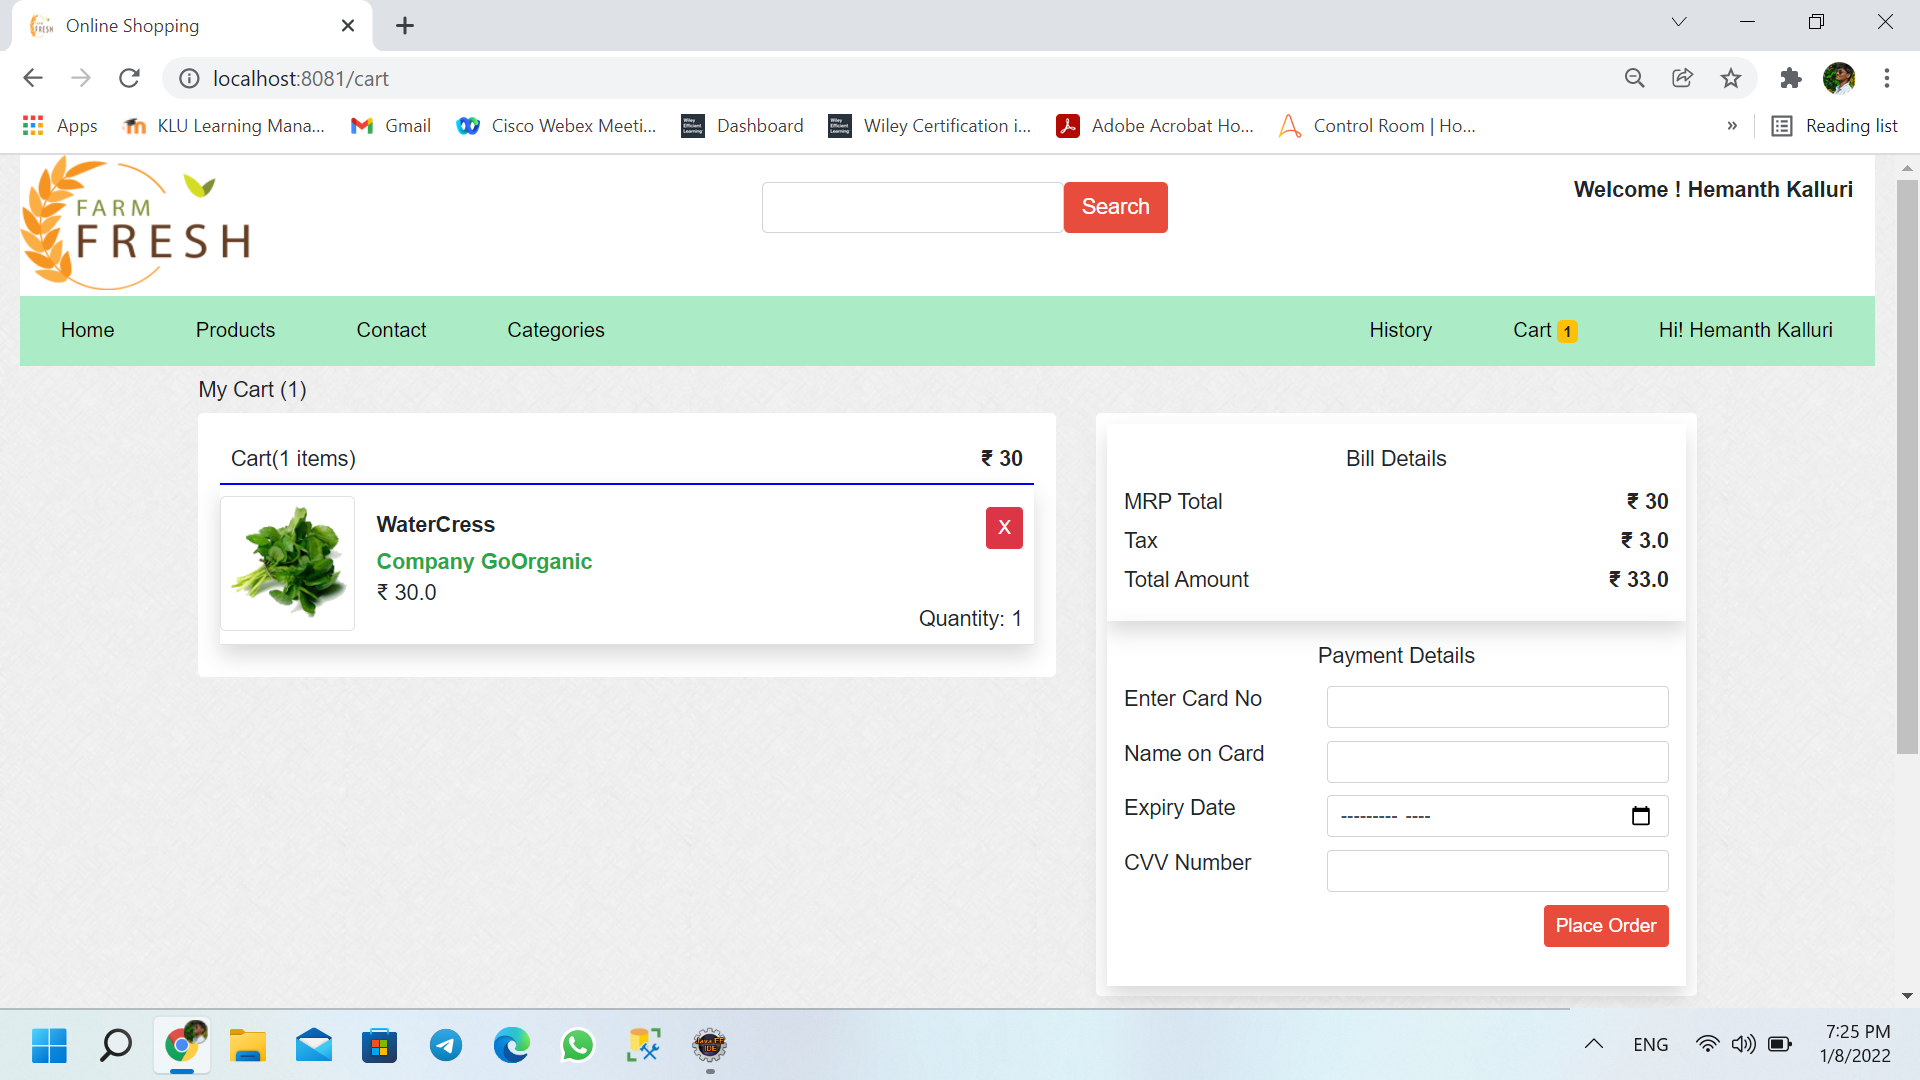 Online Shopping
localhost:8081/cart
Apps
KLU Learning Mana...
Gmail
Cisco Webex Meeti...
Dashboard
Wiley Certification i...
Adobe Acrobat Ho...
Control Room | Ho...
»
Reading list
FARM
FRESH
Search
Welcome ! Hemanth Kalluri
Home
Products
Contact
Categories
History
Cart 1
Hi! Hemanth Kalluri
My Cart (1)
Cart(1 items)
₹ 30
WaterCress
X
Company GoOrganic
₹ 30.0
Quantity: 1
Bill Details
MRP Total
₹ 30
Tax
₹ 3.0
Total Amount
₹ 33.0
Payment Details
Enter Card No
Name on Card
Expiry Date
--------- ----
CVV Number
Place Order
ENG
7:25 PM
1/8/2022